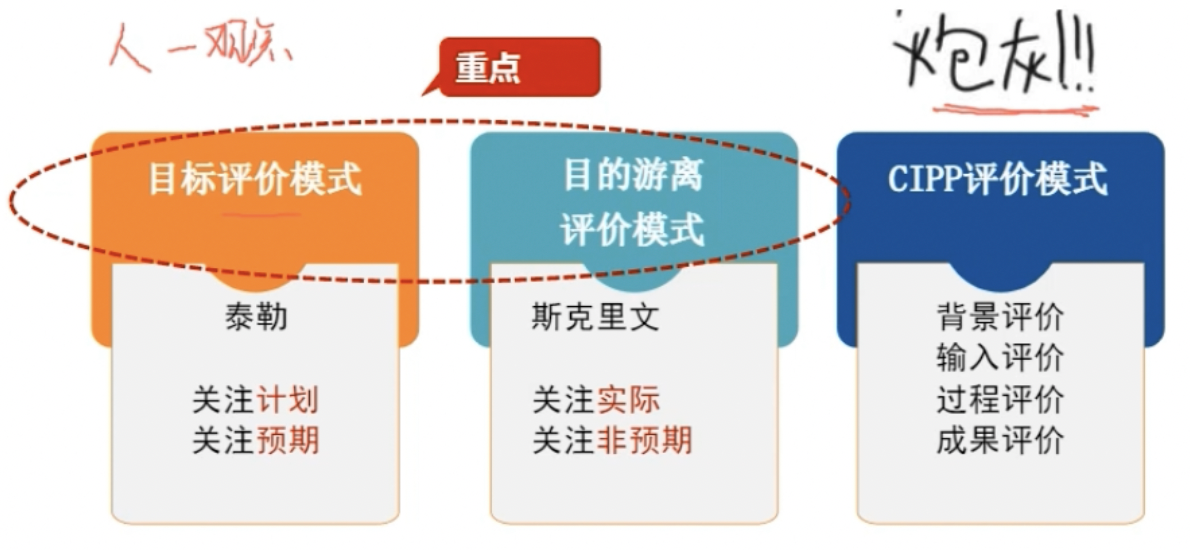 人一观点、
重点
炮灰!!!
目标评价模式
泰勒
关注计划
关注预期
目的游离
评价模式
斯克里文
关注实际
关注非预期
CIPP评价模式
背景评价
输入评价
过程评价
成果评价